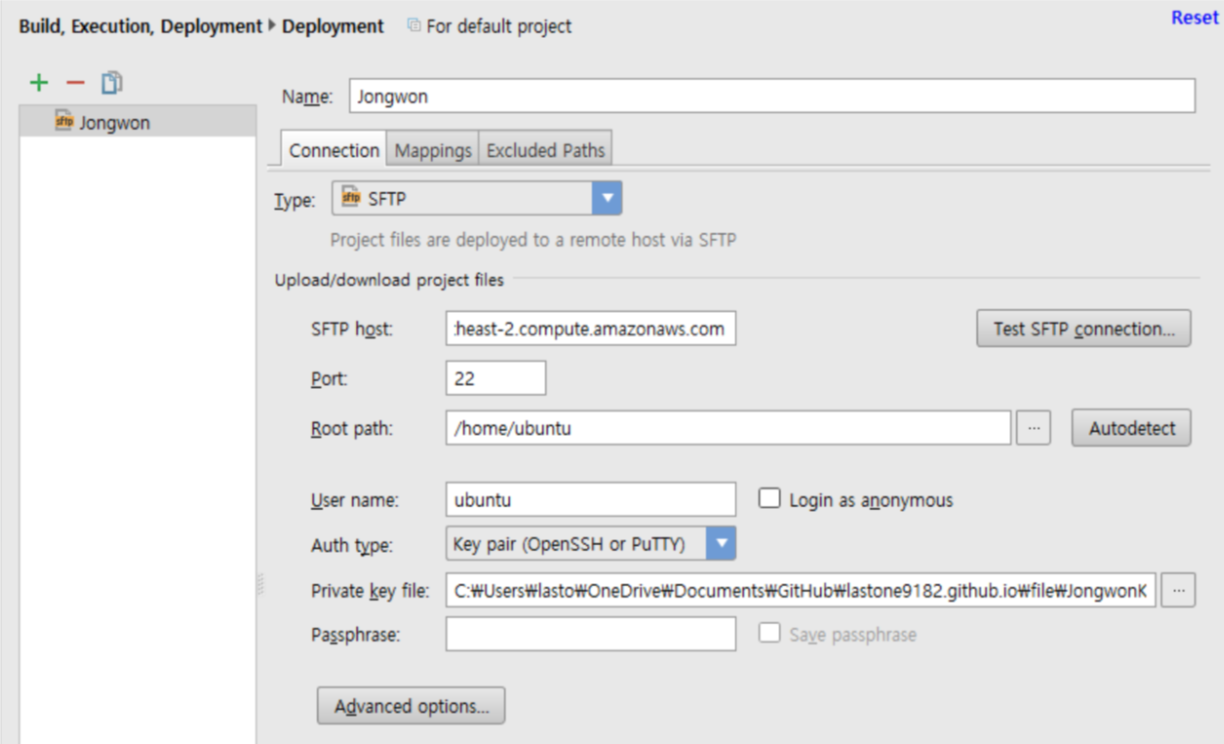 Build, Execution, Deployment ▸ Deployment For default project Reset
Name: Jongwon
sftp Jongwon
Connection Mappings Excluded Paths
Type: sftp SFTP
Project files are deployed to a remote host via SFTP
Upload/download project files
SFTP host: :heast-2.compute.amazonaws.com Test SFTP connection...
Port: 22
Root path: /home/ubuntu ... Autodetect
User name: ubuntu Login as anonymous
Auth type: Key pair (OpenSSH or PuTTY)
Private key file: C:₩Users₩lasto₩OneDrive₩Documents₩GitHub₩lastone9182.github.io₩file₩JongwonK ...
Passphrase: Save passphrase
Advanced options...